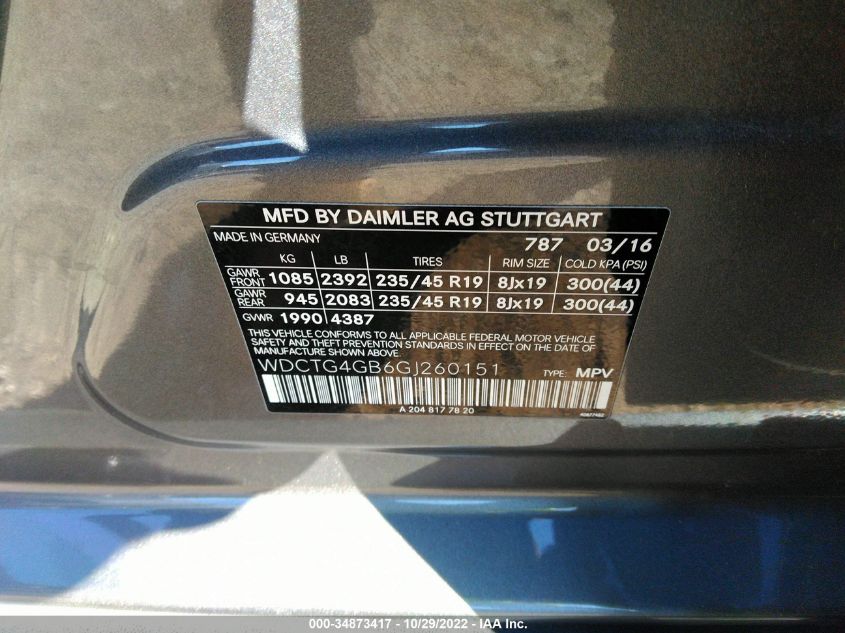 MFD BY DAIMLER AG STUTTGART
MADE IN GERMANY 787 03/16
KG LB TIRES RIM SIZE COLD KPA (PSI)
GAWR FRONT 1085 2392 235/45 R19 8Jx19 300(44)
GAWR REAR 945 2083 235/45 R19 8Jx19 300(44)
GVWR 1990 4387
THIS VEHICLE CONFORMS TO ALL APPLICABLE FEDERAL MOTOR VEHICLE
SAFETY AND THEFT PREVENTION STANDARDS IN EFFECT ON THE DATE OF
MANUFACTURE SHOWN ABOVE.
WDCTG4GB6GJ260151 TYPE: MPV
A 204 817 78 20
000-34873417 - 10/29/2022 - IAA Inc.